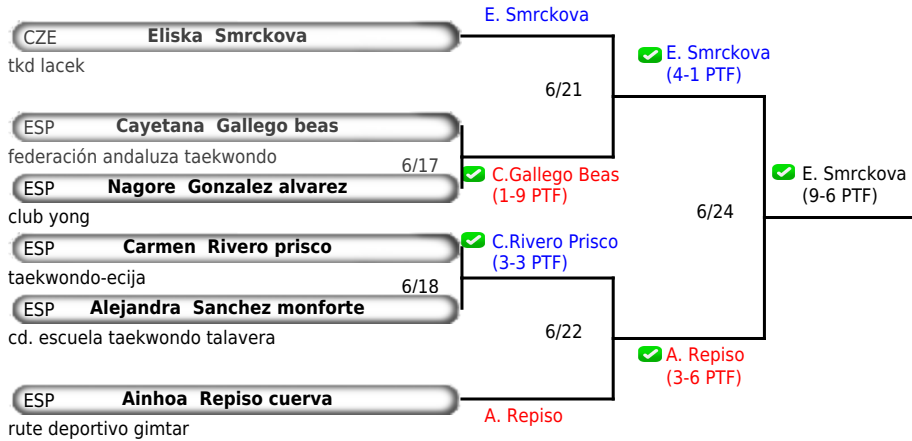 E. Smrckova
CZE Eliska Smrckova
tkd lacek
E. Smrckova
(4-1 PTF)
6/21
ESP Cayetana Gallego beas
federación andaluza taekwondo
6/17
C.Gallego Beas
(1-9 PTF)
ESP Nagore Gonzalez alvarez
club yong
E. Smrckova
(9-6 PTF)
6/24
ESP Carmen Rivero prisco
taekwondo-ecija
C.Rivero Prisco
(3-3 PTF)
6/18
ESP Alejandra Sanchez monforte
cd. escuela taekwondo talavera
6/22
A. Repiso
(3-6 PTF)
ESP Ainhoa Repiso cuerva
rute deportivo gimtar
A. Repiso